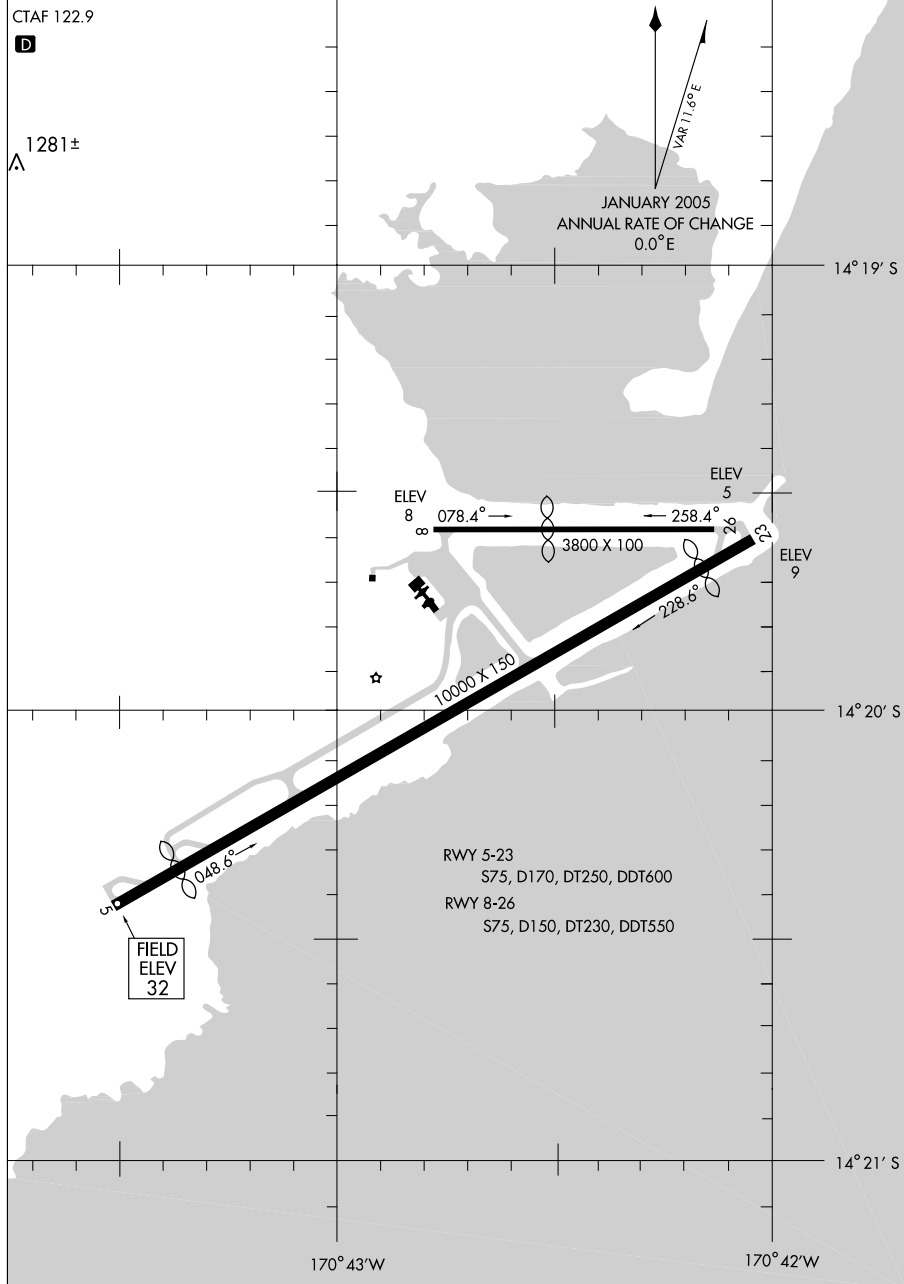 CTAF 122.9
D
1281±
VAR 11.6° E
JANUARY 2005
ANNUAL RATE OF CHANGE
0.0° E
14° 19' S
ELEV
5
ELEV
8
078.4°
258.4°
8
26
3800 X 100
23
ELEV
9
228.6°
10000 X 150
14° 20' S
048.6°
5
RWY 5-23
S75, D170, DT250, DDT600
RWY 8-26
S75, D150, DT230, DDT550
FIELD
ELEV
32
14° 21' S
170° 43'W
170° 42'W